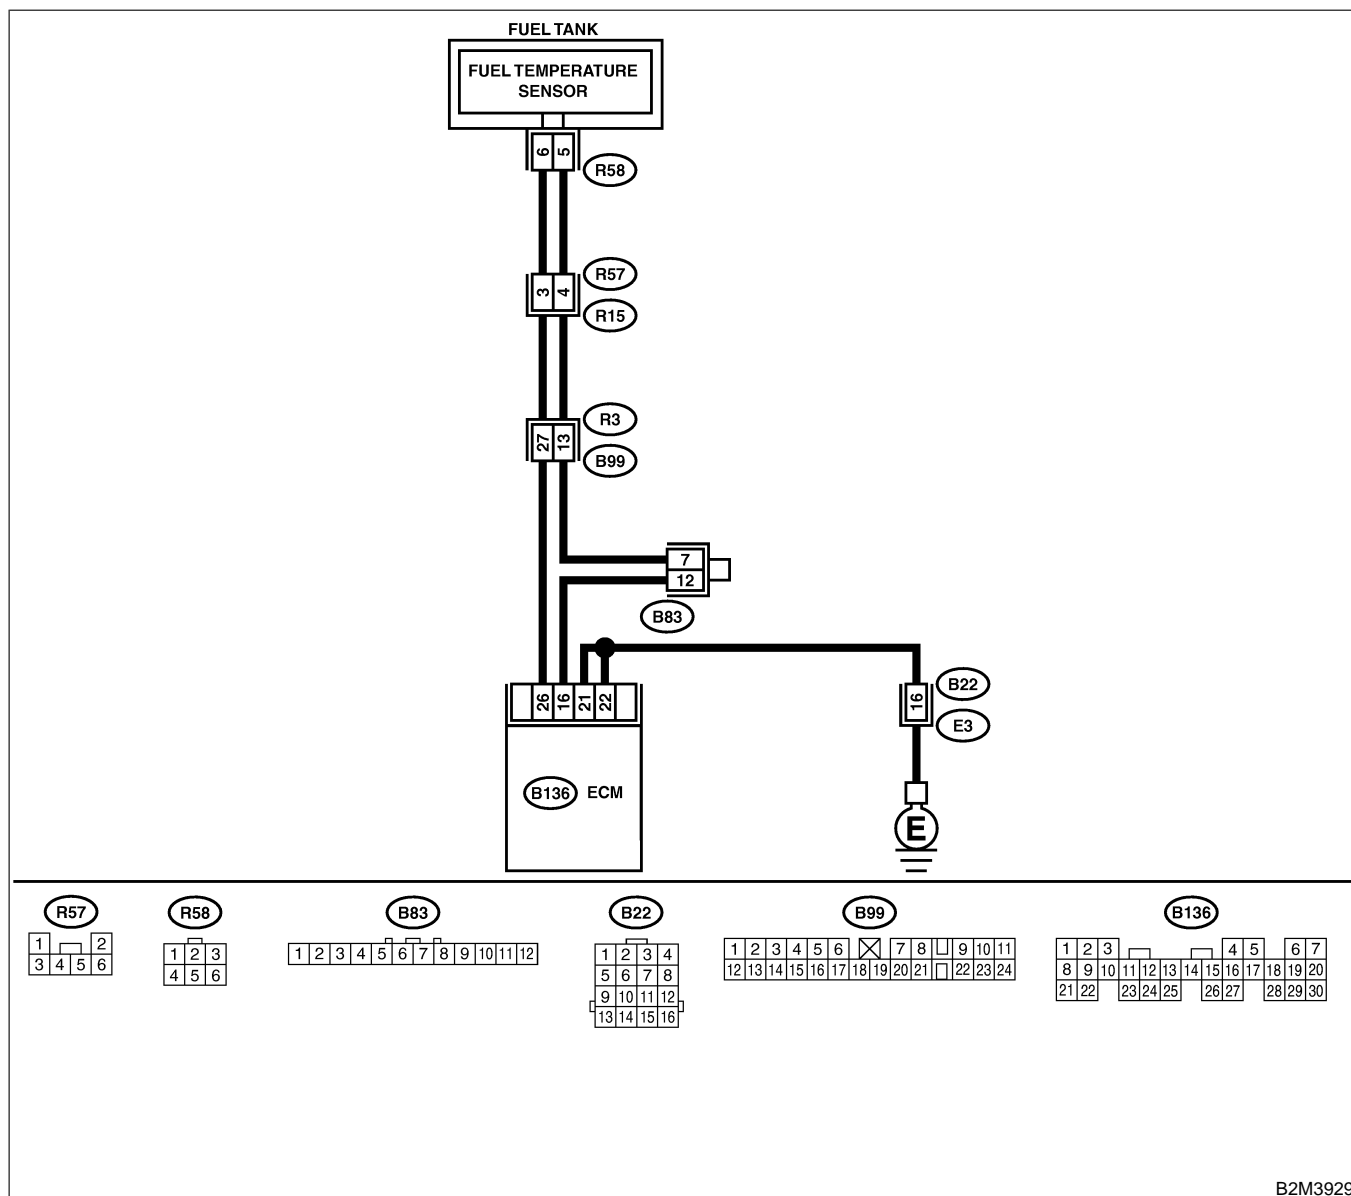 FUEL TANK
FUEL TEMPERATURE
SENSOR
6 5
R58
R57
3 4
R15
R3
27 13
B99
7
12
B83
26 16 21 22
B22
16
E3
B136 ECM
E
R57
1 2
3 4 5 6
R58
1 2 3
4 5 6
B83
1 2 3 4 5 6 7 8 9 10 11 12
B22
1 2 3 4
5 6 7 8
9 10 11 12
13 14 15 16
B99
1 2 3 4 5 6 7 8 9 10 11
12 13 14 15 16 17 18 19 20 21 22 23 24
B136
1 2 3 4 5 6 7
8 9 10 11 12 13 14 15 16 17 18 19 20
21 22 23 24 25 26 27 28 29 30
B2M3929